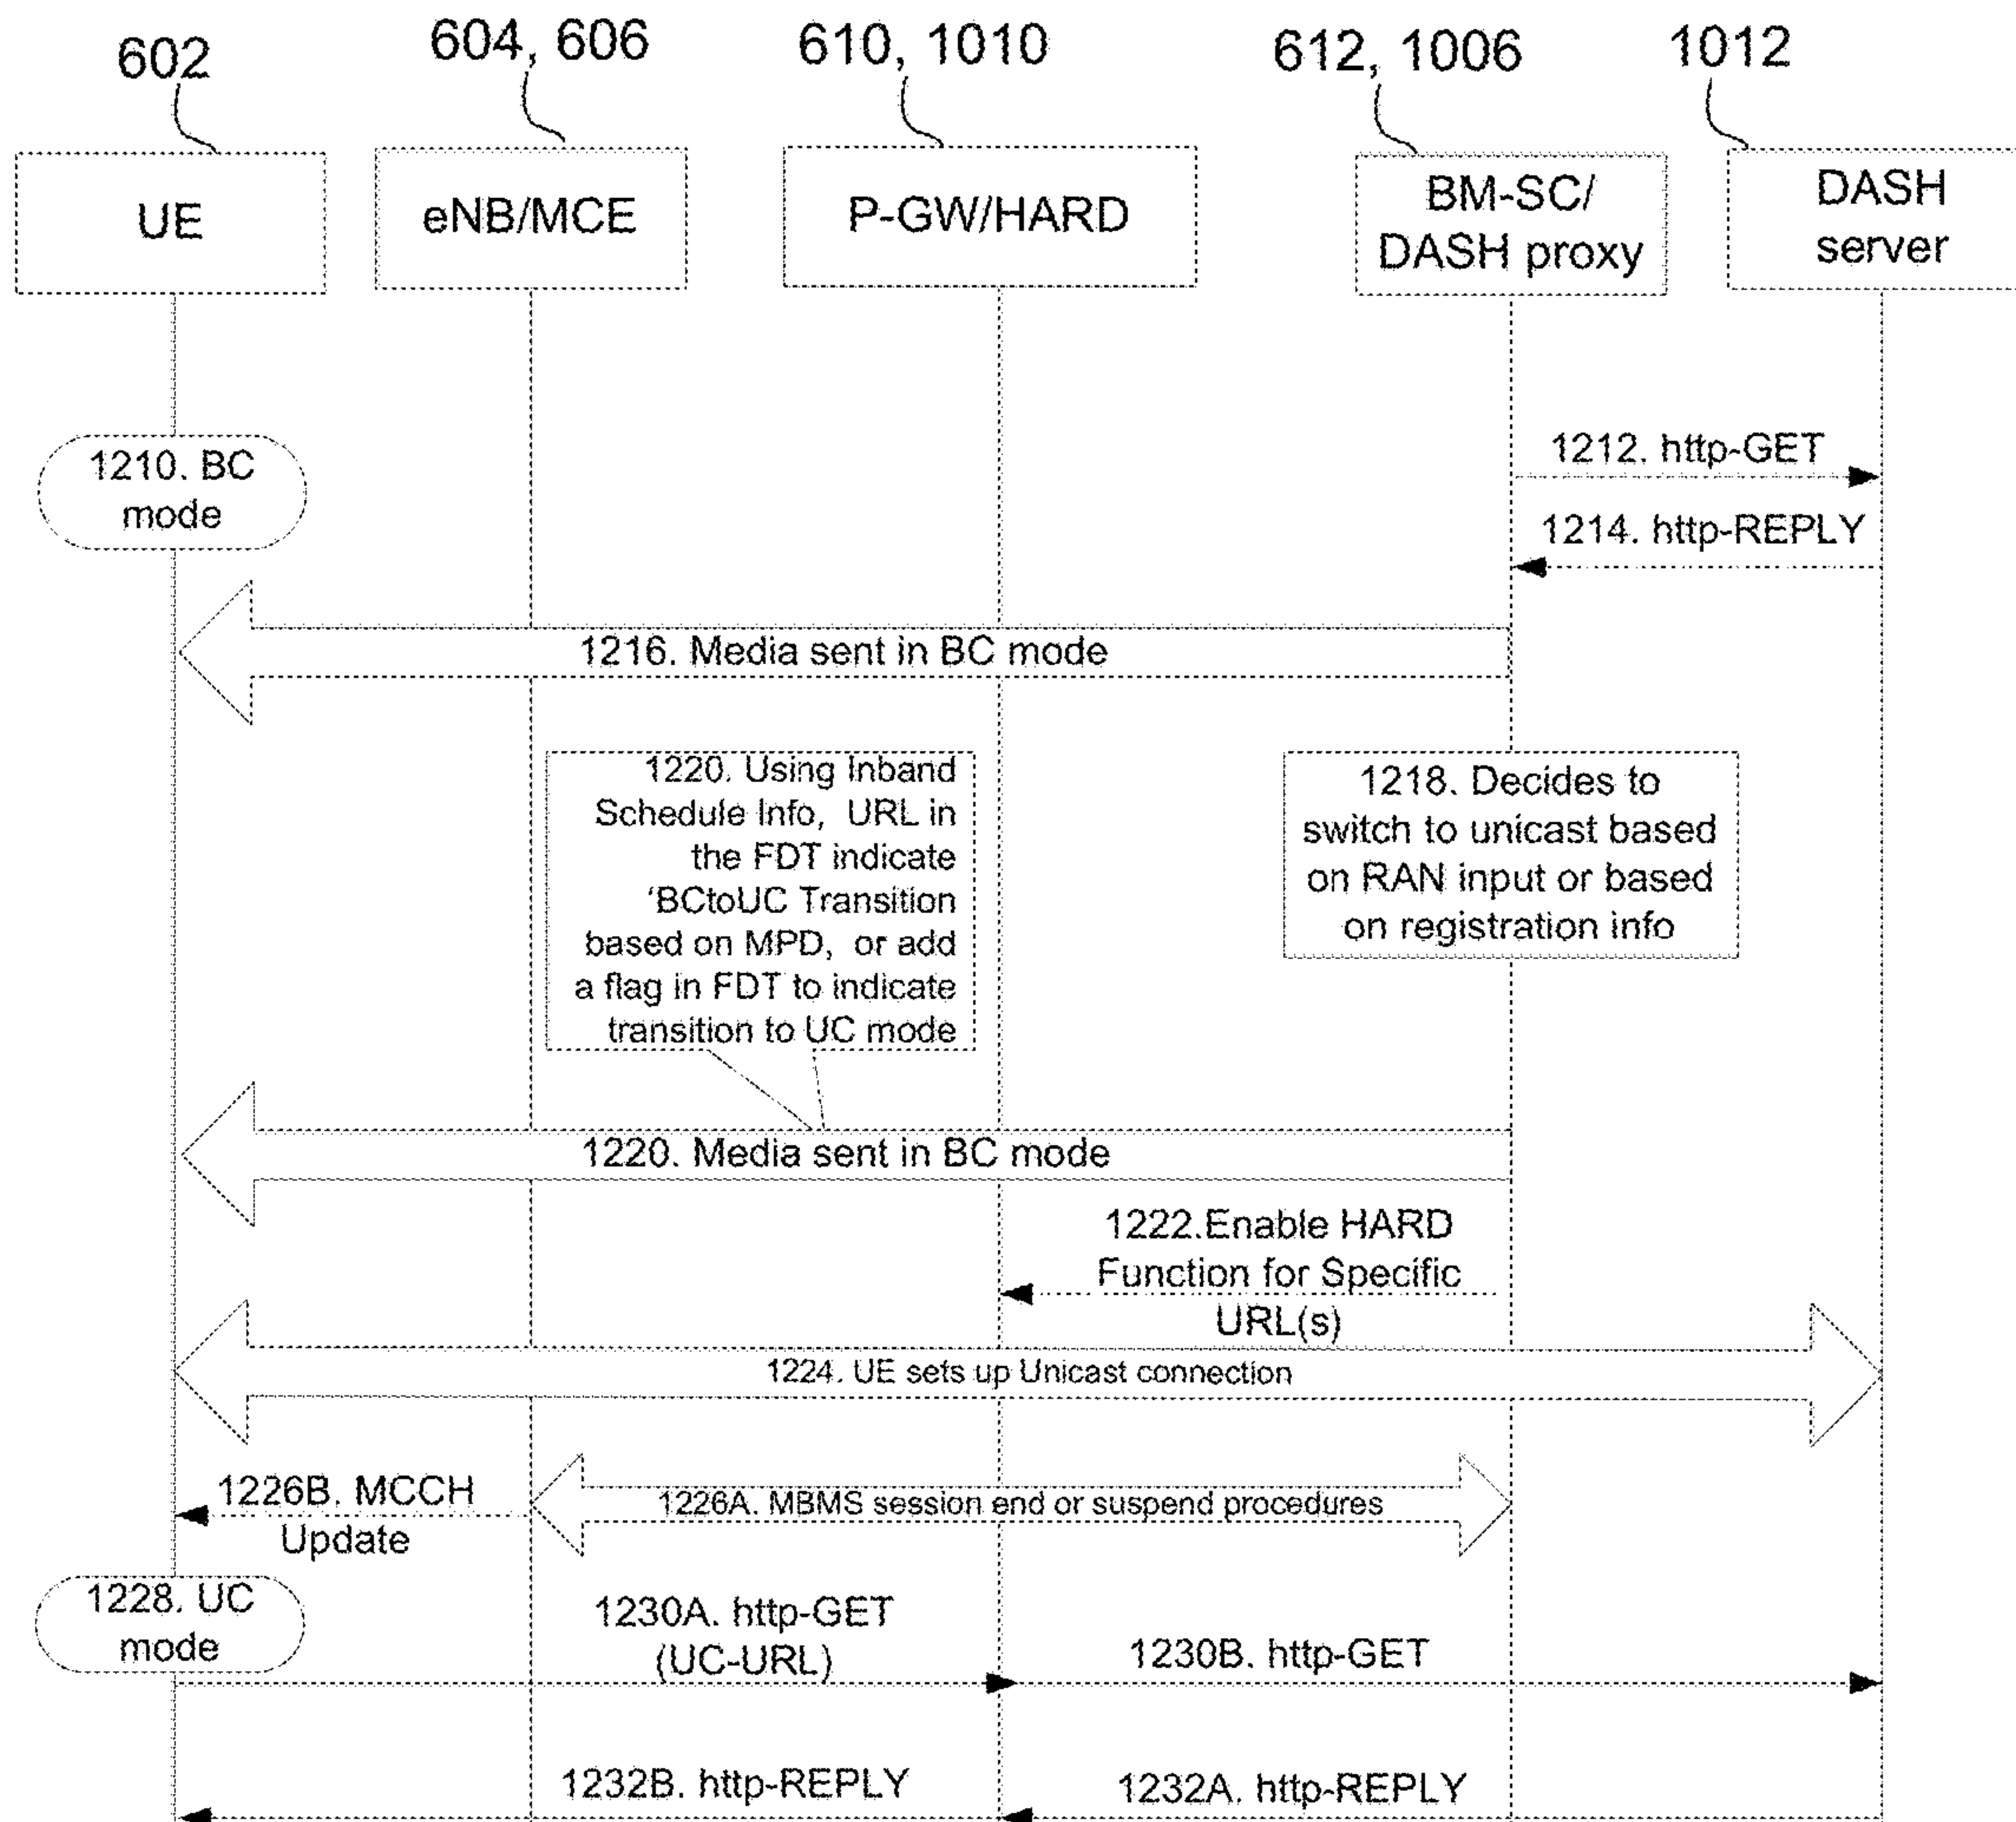 602
604, 606
610, 1010
612, 1006
1012
UE
eNB/MCE
P-GW/HARD
BM-SC/
DASH proxy
DASH
server
1210. BC
mode
1212. http-GET
1214. http-REPLY
1216. Media sent in BC mode
1220. Using Inband
Schedule Info, URL in
the FDT indicate
'BCtoUC Transition
based on MPD, or add
a flag in FDT to indicate
transition to UC mode
1218. Decides to
switch to unicast based
on RAN input or based
on registration info
1220. Media sent in BC mode
1222.Enable HARD
Function for Specific
URL(s)
1224. UE sets up Unicast connection
1226B. MCCH
Update
1226A. MBMS session end or suspend procedures
1228. UC
mode
1230A. http-GET
(UC-URL)
1230B. http-GET
1232B. http-REPLY
1232A. http-REPLY